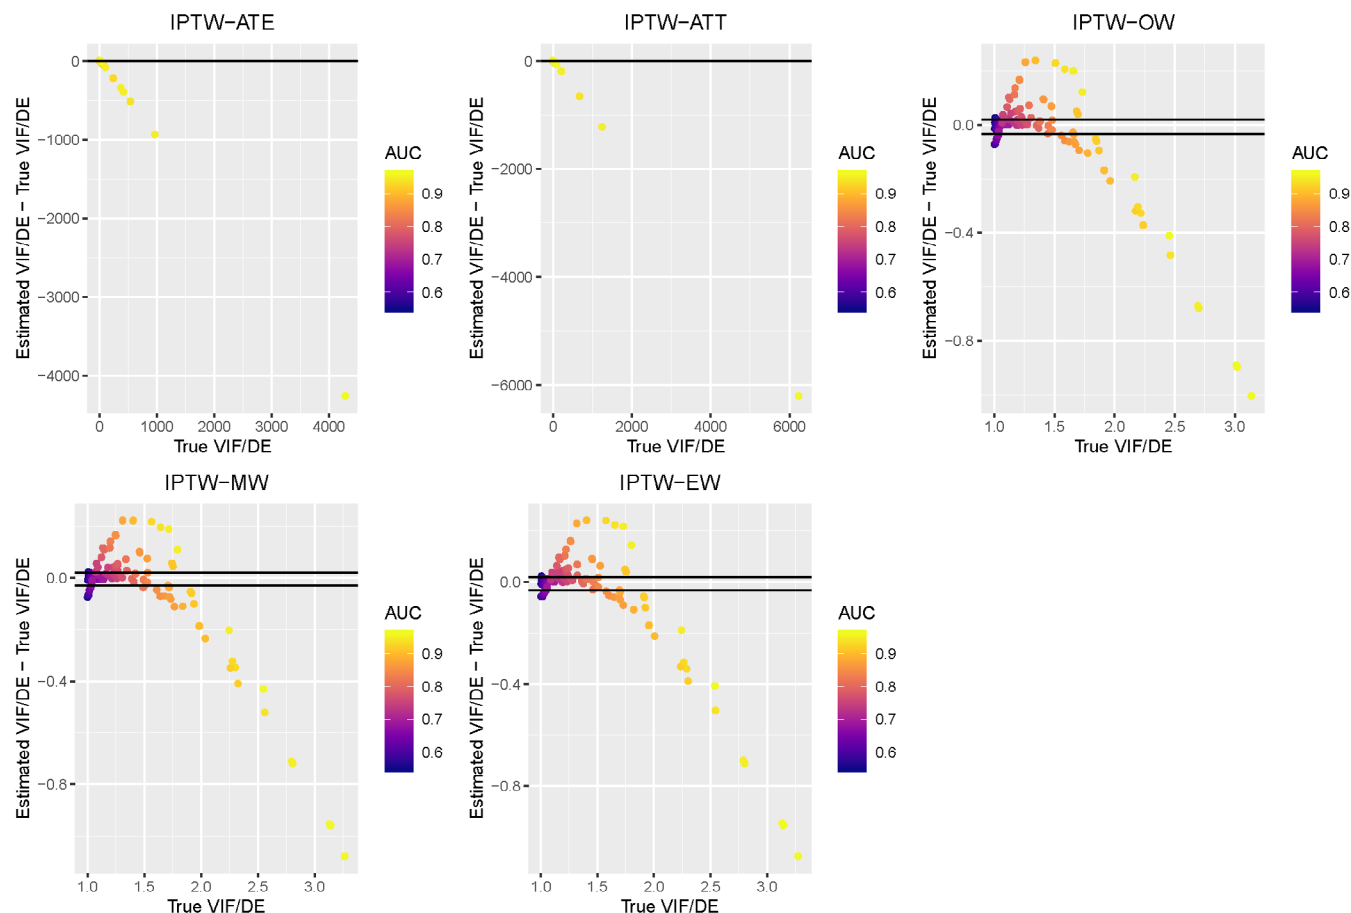 IPTW−ATE
Estimated VIF/DE − True VIF/DE
0
−1000
−2000
−3000
−4000
0 1000 2000 3000 4000
True VIF/DE
AUC
0.9
0.8
0.7
0.6
IPTW−ATT
Estimated VIF/DE − True VIF/DE
0
−2000
−4000
−6000
0 2000 4000 6000
True VIF/DE
AUC
0.9
0.8
0.7
0.6
IPTW−OW
Estimated VIF/DE − True VIF/DE
0.0
−0.4
−0.8
1.0 1.5 2.0 2.5 3.0
True VIF/DE
AUC
0.9
0.8
0.7
0.6
IPTW−MW
Estimated VIF/DE − True VIF/DE
0.0
−0.4
−0.8
1.0 1.5 2.0 2.5 3.0
True VIF/DE
AUC
0.9
0.8
0.7
0.6
IPTW−EW
Estimated VIF/DE − True VIF/DE
0.0
−0.4
−0.8
1.0 1.5 2.0 2.5 3.0
True VIF/DE
AUC
0.9
0.8
0.7
0.6